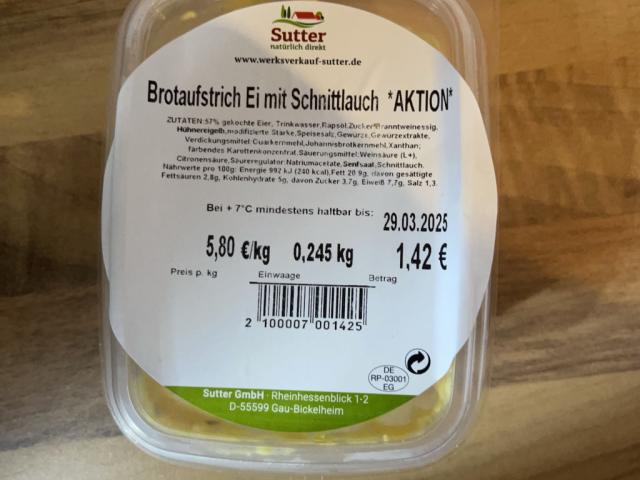 Sutter
natürlich direkt
www.werksverkauf-sutter.de
Brotaufstrich Ei mit Schnittlauch *AKTION*
ZUTATEN:57% gekochte Eier, Trinkwasser,Rapsöl,Zucker,Branntweinessig,
Hühnereigelb,modifizierte Stärke,Speisesalz,Gewürze,Gewürzextrakte,
Verdickungsmittel:Guarkernmehl,Johannisbrotkernmehl,Xanthan;
färbendes Karottenkonzentrat,Säuerungsmittel:Weinsäure (L+),
Citronensäure,Säureregulator:Natriumacetate,Senfsaat,Schnittlauch.
Nährwerte pro 100g: Energie 992 kJ (240 kcal),Fett 20.9g, davon gesättigte
Fettsäuren 2,8g, Kohlenhydrate 5g, davon Zucker 3.7g, Eiweiß 7,7g, Salz 1,3.
Bei + 7°C mindestens haltbar bis: 29.03.2025
5,80 €/kg 0,245 kg 1,42 €
Preis p. kg Einwaage Betrag
2 100007 001425
DE
RP-03001
EG
Sutter GmbH · Rheinhessenblick 1-2
D-55599 Gau-Bickelheim